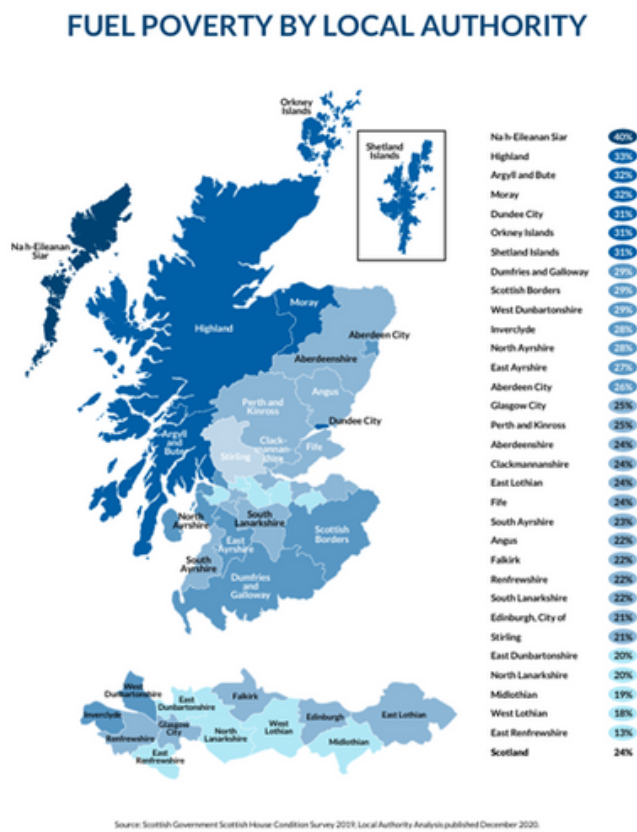 FUEL POVERTY BY LOCAL AUTHORITY
Orkney
Islands
Shetland
Islands
Na h-Eileanan
Siar
Highland
Moray
Aberdeen City
Aberdeenshire
Angus
Perth and
Kinross
Dundee City
Argyll
and
Bute
Stirling
Clack-
mannan-
shire
Fife
North
Ayrshire
South
Lanarkshire
East
Ayrshire
Scottish
Borders
South
Ayrshire
Dumfries
and
Galloway
West
Dunbartonshire
East
Dunbartonshire
Falkirk
Inverclyde
Renfrewshire
Glasgow
City
North
Lanarkshire
West
Lothian
Edinburgh
East Lothian
Midlothian
East
Renfrewshire
Na h-Eileanan Siar 40%
Highland 33%
Argyll and Bute 32%
Moray 32%
Dundee City 31%
Orkney Islands 31%
Shetland Islands 31%
Dumfries and Galloway 29%
Scottish Borders 29%
West Dunbartonshire 29%
Inverclyde 28%
North Ayrshire 28%
East Ayrshire 27%
Aberdeen City 26%
Glasgow City 25%
Perth and Kinross 25%
Aberdeenshire 24%
Clackmannanshire 24%
East Lothian 24%
Fife 24%
South Ayrshire 23%
Angus 22%
Falkirk 22%
Renfrewshire 22%
South Lanarkshire 22%
Edinburgh, City of 21%
Stirling 21%
East Dunbartonshire 20%
North Lanarkshire 20%
Midlothian 19%
West Lothian 18%
East Renfrewshire 13%
Scotland 24%
Source: Scottish Government Scottish House Condition Survey 2019, Local Authority Analysis published December 2020.